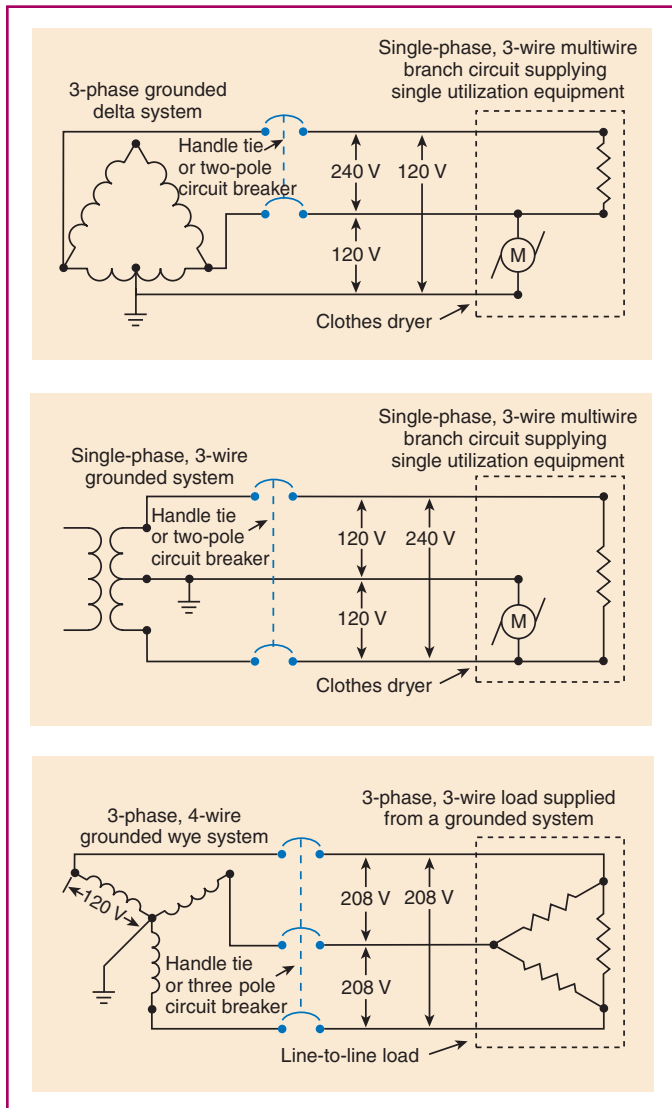 Single-phase, 3-wire multiwire
branch circuit supplying
single utilization equipment
3-phase grounded
delta system
Handle tie
or two-pole
circuit breaker
240 V
120 V
120 V
M
Clothes dryer
Single-phase, 3-wire multiwire
branch circuit supplying
single utilization equipment
Single-phase, 3-wire
grounded system
Handle tie
or two-pole
circuit breaker
120 V
240 V
120 V
M
Clothes dryer
3-phase, 4-wire
grounded wye system
3-phase, 3-wire load supplied
from a grounded system
120 V
208 V
208 V
208 V
Handle tie
or three pole
circuit breaker
Line-to-line load